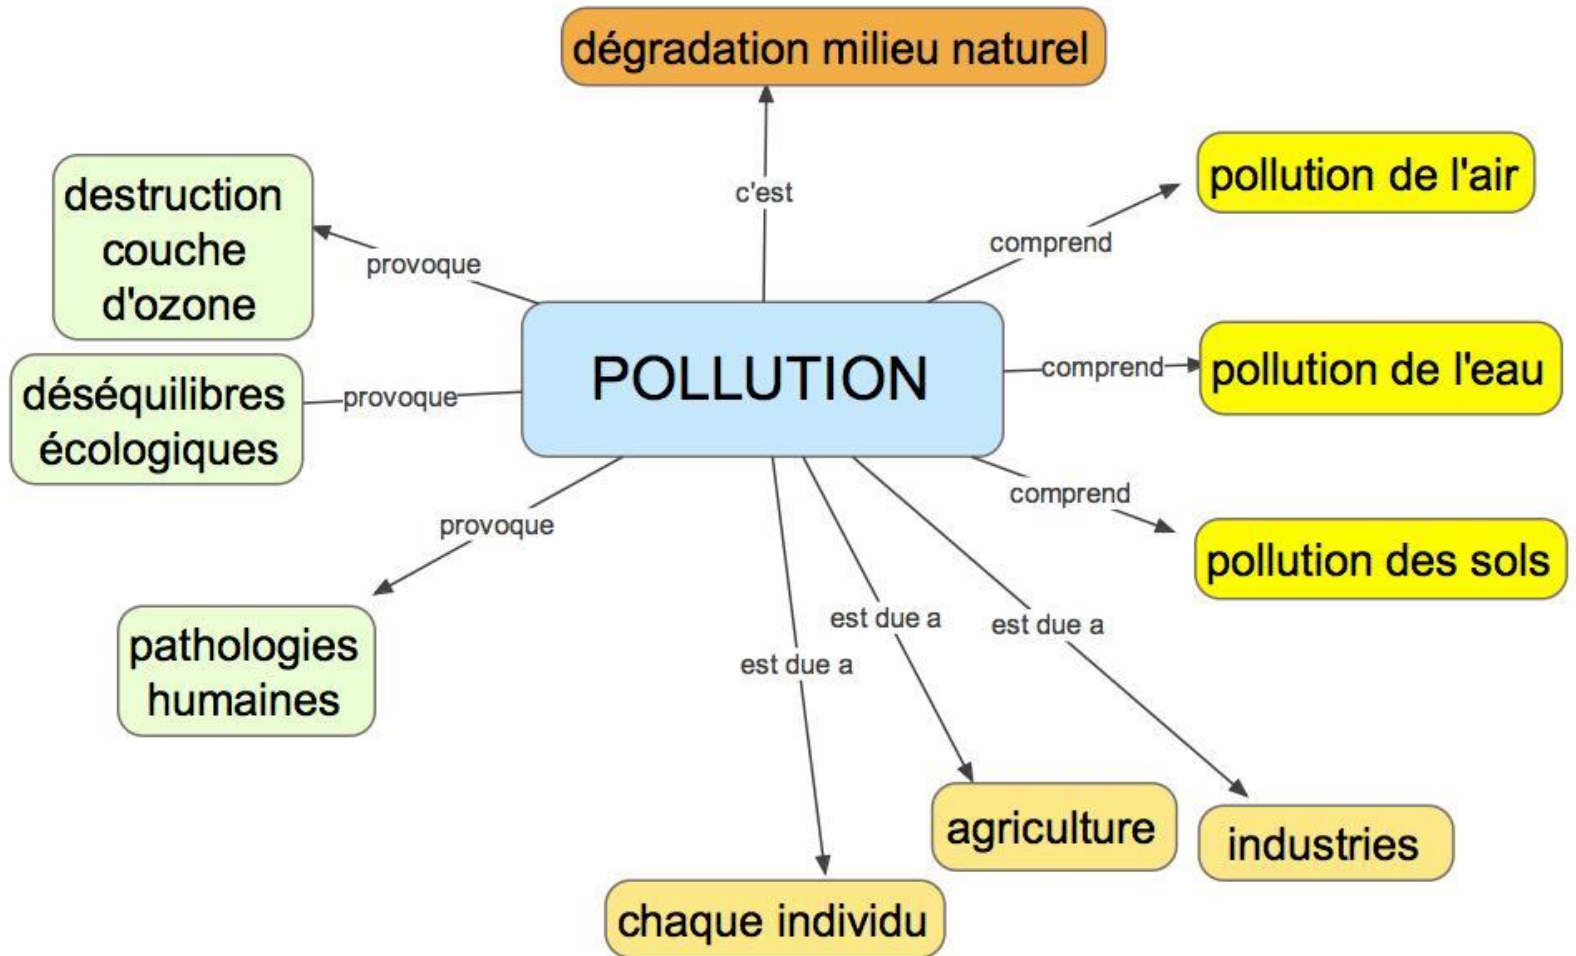 dégradation milieu naturel
c'est
pollution de l'air
comprend
destruction
couche
d'ozone
provoque
POLLUTION
comprend
pollution de l'eau
déséquilibres
écologiques
provoque
comprend
pollution des sols
provoque
pathologies
humaines
est due a
est due a
est due a
agriculture
industries
chaque individu